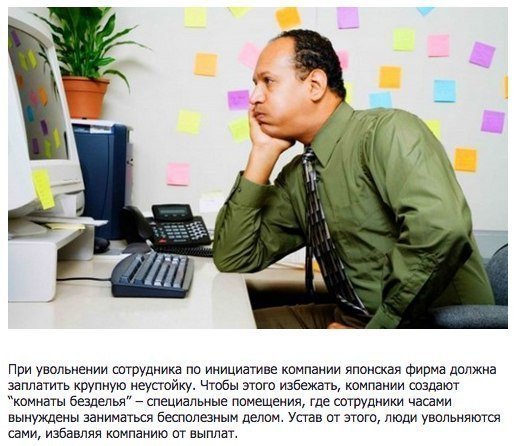 При увольнении сотрудника по инициативе компании японская фирма должна
заплатить крупную неустойку. Чтобы этого избежать, компании создают
“комнаты безделья” – специальные помещения, где сотрудники часами
вынуждены заниматься бесполезным делом. Устав от этого, люди увольняются
сами, избавляя компанию от выплат.